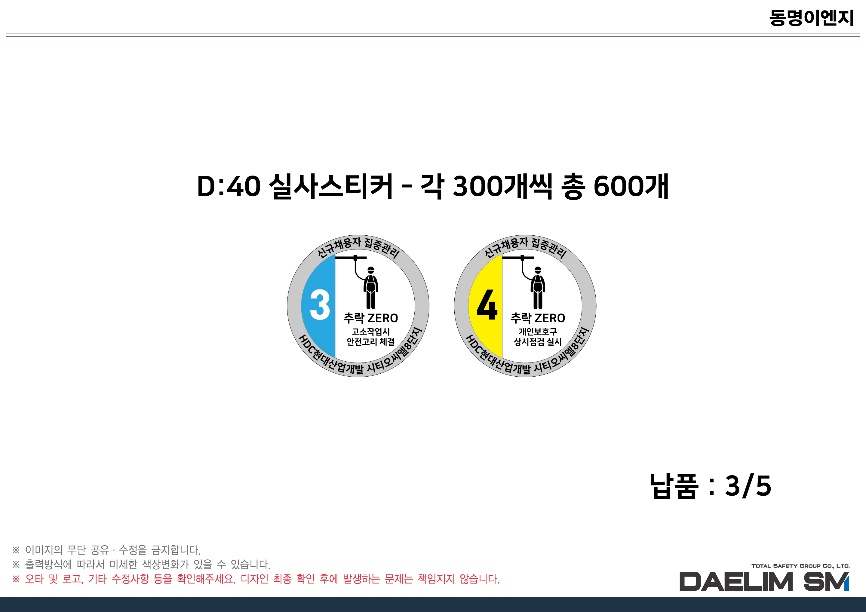 동명이엔지
D:40 실사스티커 - 각 300개씩 총 600개
신규채용자 집중관리
3
추락 ZERO
고소작업시
안전고리 체결
HDC현대산업개발 시티오씨엘8단지
신규채용자 집중관리
4
추락 ZERO
개인보호구
상시점검 실시
HDC현대산업개발 시티오씨엘8단지
납품 : 3/5
※ 이미지의 무단 공유 · 수정을 금지합니다.
※ 출력방식에 따라서 미세한 색상변화가 있을 수 있습니다.
※ 오타 및 로고, 기타 수정사항 등을 확인해주세요. 디자인 최종 확인 후에 발생하는 문제는 책임지지 않습니다.
TOTAL SAFETY GROUP CO., LTD.
DAELIM SM